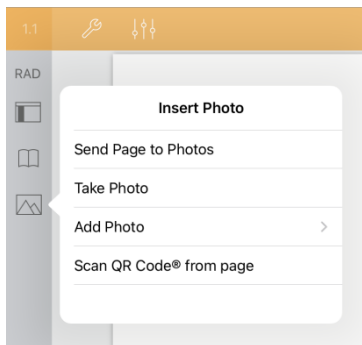 1.1
RAD
Insert Photo
Send Page to Photos
Take Photo
Add Photo
Scan QR Code® from page